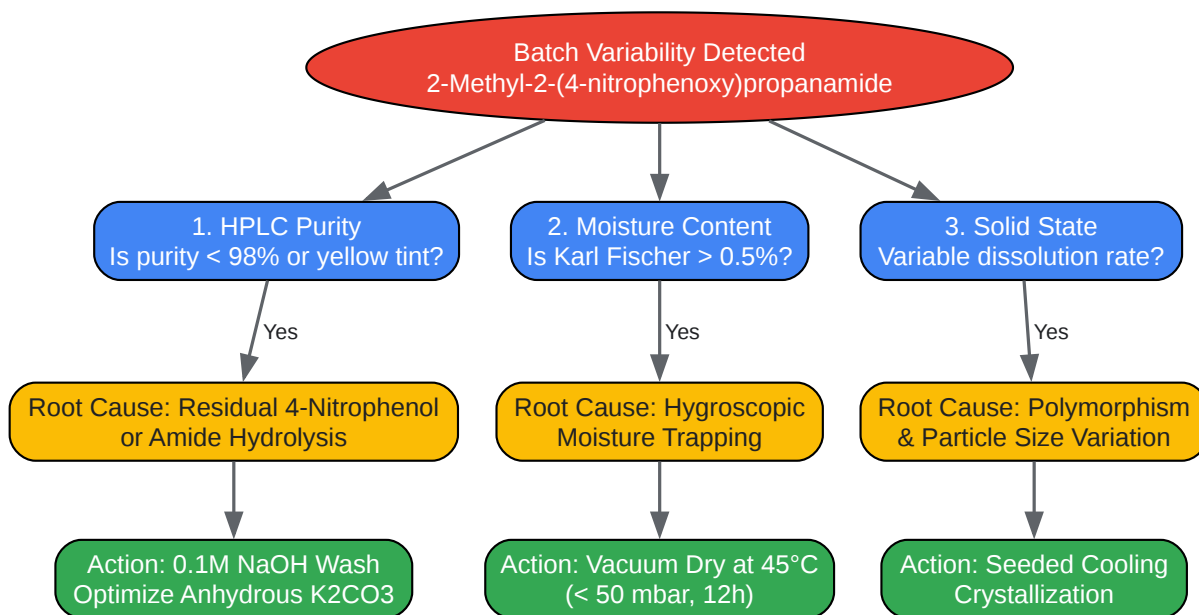 Batch Variability Detected
2-Methyl-2-(4-nitrophenoxy)propanamide
1. HPLC Purity
Is purity < 98% or yellow tint?
2. Moisture Content
Is Karl Fischer > 0.5%?
3. Solid State
Variable dissolution rate?
Yes
Yes
Yes
Root Cause: Residual 4-Nitrophenol
or Amide Hydrolysis
Root Cause: Hygroscopic
Moisture Trapping
Root Cause: Polymorphism
& Particle Size Variation
Action: 0.1M NaOH Wash
Optimize Anhydrous K2CO3
Action: Vacuum Dry at 45°C
(< 50 mbar, 12h)
Action: Seeded Cooling
Crystallization